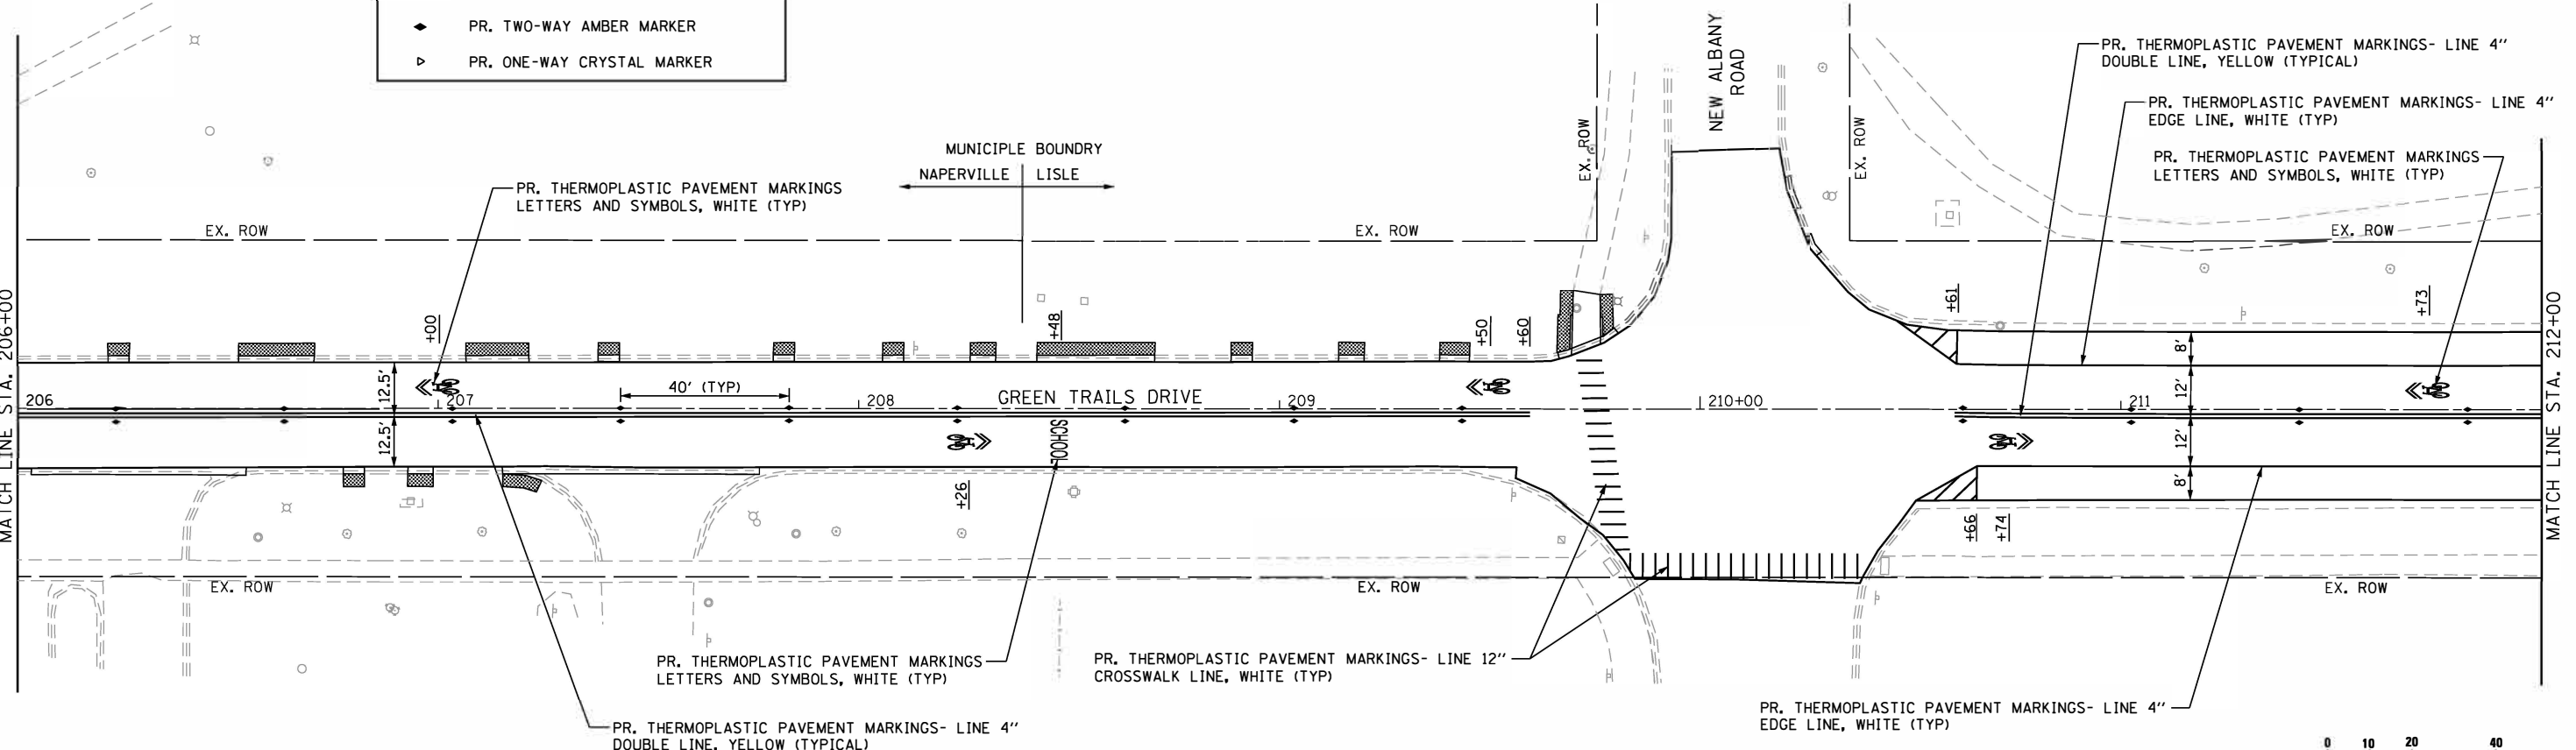 PR. TWO-WAY AMBER MARKER
PR. ONE-WAY CRYSTAL MARKER
NEW ALBANY
ROAD
PR. THERMOPLASTIC PAVEMENT MARKINGS- LINE 4"
DOUBLE LINE, YELLOW (TYPICAL)
PR. THERMOPLASTIC PAVEMENT MARKINGS- LINE 4"
EDGE LINE, WHITE (TYP)
PR. THERMOPLASTIC PAVEMENT MARKINGS
LETTERS AND SYMBOLS, WHITE (TYP)
MUNICIPLE BOUNDRY
NAPERVILLE
LISLE
PR. THERMOPLASTIC PAVEMENT MARKINGS
LETTERS AND SYMBOLS, WHITE (TYP)
EX. ROW
EX. ROW
EX. ROW
EX. ROW
EX. ROW
MATCH LINE STA. 206+00
MATCH LINE STA. 212+00
+00
+48
+50
+60
+61
+73
8'
12.5'
40' (TYP)
GREEN TRAILS DRIVE
12'
206
207
208
209
210+00
211
12.5'
SCHOOL
12'
8'
+26
+66
+74
EX. ROW
EX. ROW
EX. ROW
PR. THERMOPLASTIC PAVEMENT MARKINGS
LETTERS AND SYMBOLS, WHITE (TYP)
PR. THERMOPLASTIC PAVEMENT MARKINGS- LINE 12"
CROSSWALK LINE, WHITE (TYP)
PR. THERMOPLASTIC PAVEMENT MARKINGS- LINE 4"
EDGE LINE, WHITE (TYP)
PR. THERMOPLASTIC PAVEMENT MARKINGS- LINE 4"
DOUBLE LINE, YELLOW (TYPICAL)
0 10 20 40